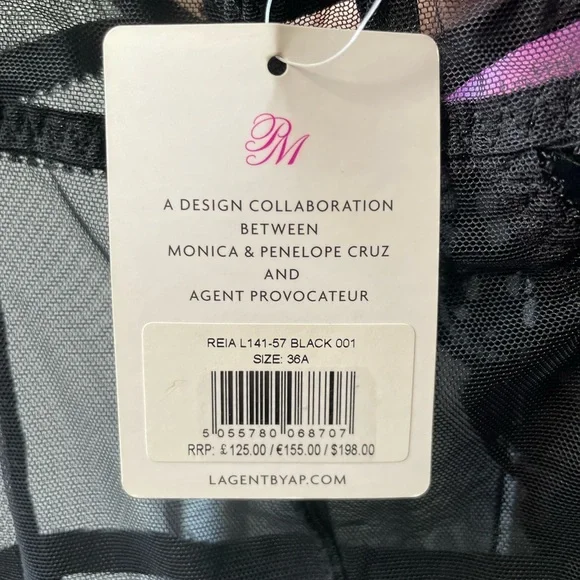 PM
A DESIGN COLLABORATION
BETWEEN
MONICA & PENELOPE CRUZ
AND
AGENT PROVOCATEUR
REIA L141-57 BLACK 001
SIZE: 36A
5 055780 068707
RRP: £125.00 / €155.00 / $198.00
LAGENTBYAP.COM